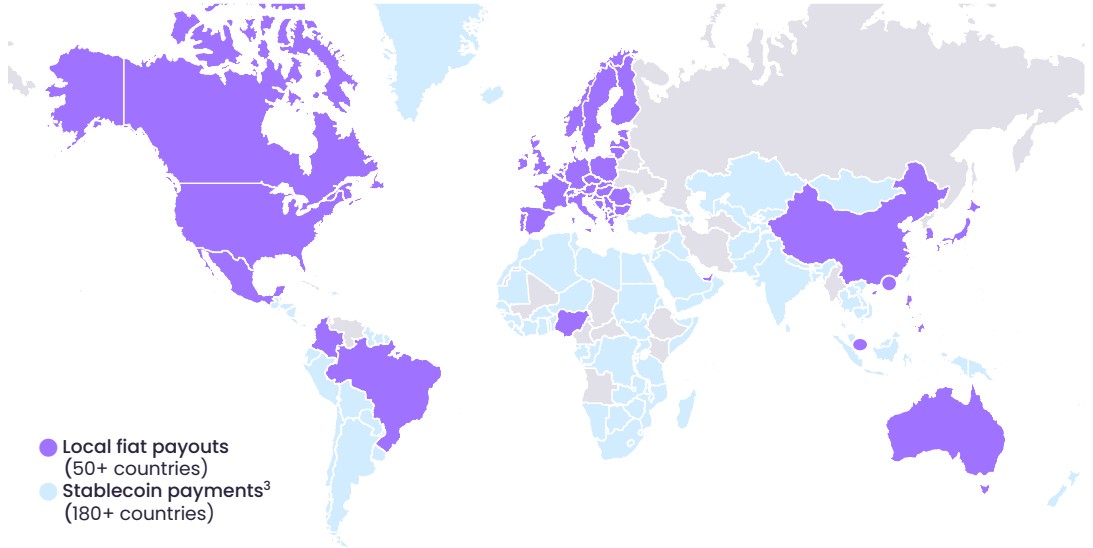 Local fiat payouts
(50+ countries)
Stablecoin payments³
(180+ countries)